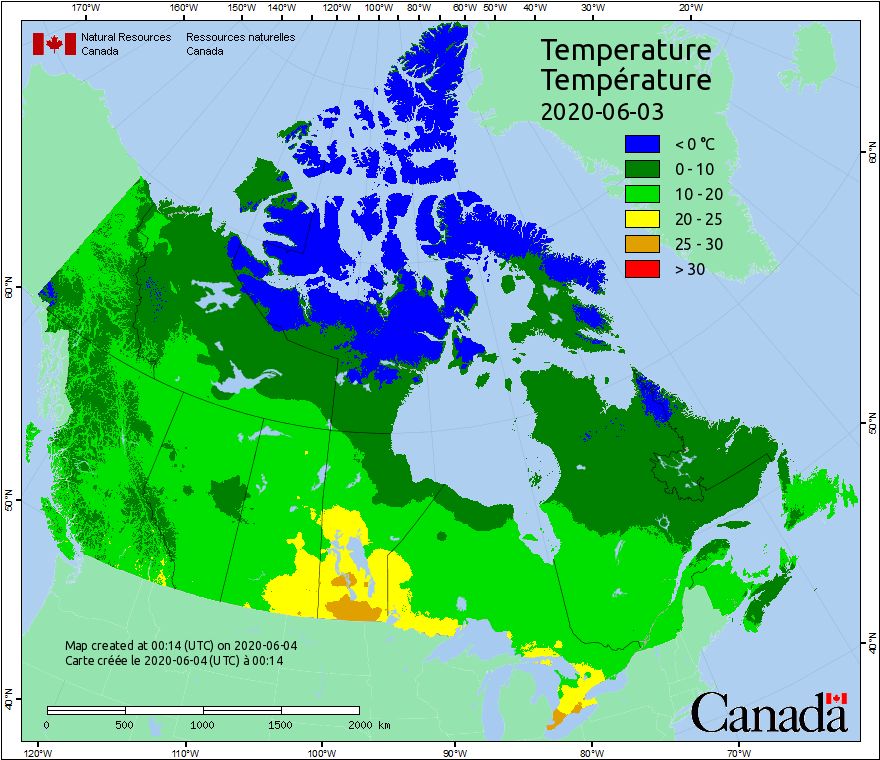 170°W 160°W 150°W 140°W 120°W 100°W 80°W 60°W 50°W 40°W 30°W 20°W
Natural Resources Ressources naturelles
Canada Canada
Temperature
Température
2020-06-03
< 0 °C
0 - 10
10 - 20
20 - 25
25 - 30
> 30
60°N
50°N
40°N
60°N
50°N
40°N
Map created at 00:14 (UTC) on 2020-06-04
Carte créée le 2020-06-04 (UTC) à 00:14
0 500 1000 1500 2000 km
Canada
120°W 110°W 100°W 90°W 80°W 70°W